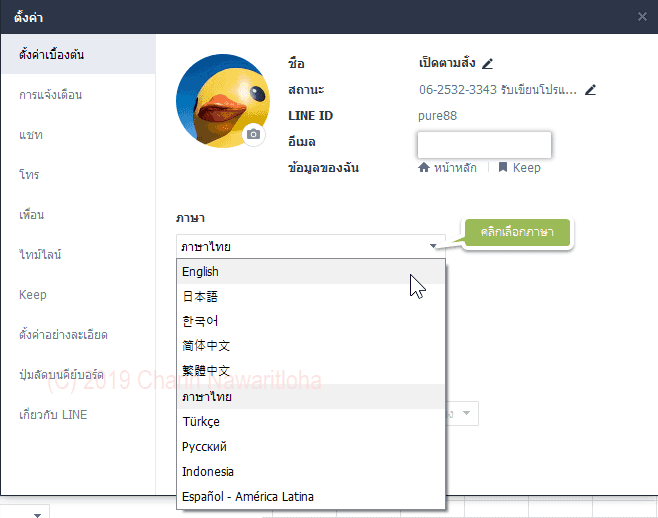 ตั้งค่า
ตั้งค่าเบื้องต้น
การแจ้งเตือน
แชท
โทร
เพื่อน
ไทม์ไลน์
Keep
ตั้งค่าอย่างละเอียด
ปุ่มลัดบนคีย์บอร์ด
เกี่ยวกับ LINE
ชื่อ เปิดตามสั่ง
สถานะ 06-2532-3343 รับเขียนโปรแ...
LINE ID pure88
อีเมล
ข้อมูลของฉัน หน้าหลัก Keep
ภาษา
ภาษาไทย
คลิกเลือกภาษา
English
日本語
한국어
简体中文
繁體中文
ภาษาไทย
Türkçe
Русский
Indonesia
Español - América Latina
(C) 2019 Charin Nawaritloha